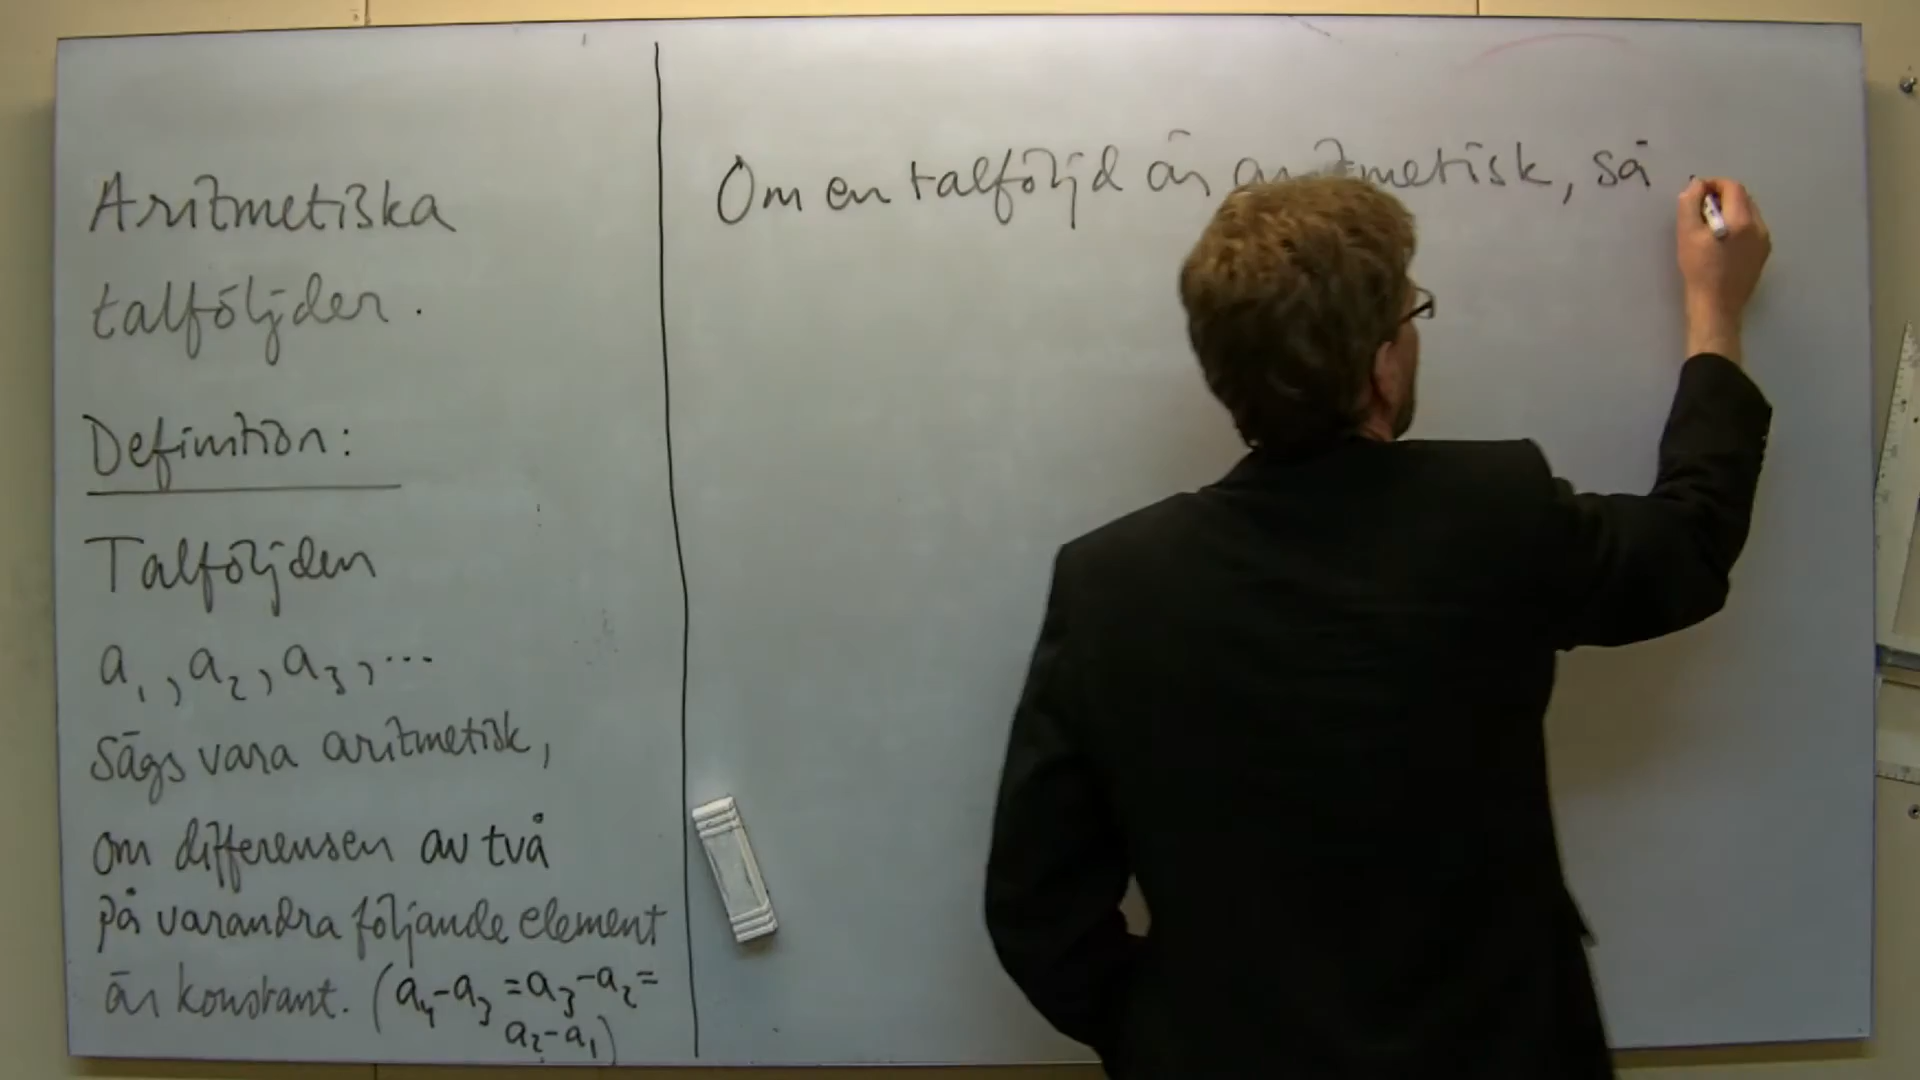 Aritmetiska
talföljder.
Definition:
Talföljden
a₁, a₂, a₃, ...
sägs vara aritmetisk,
om differensen av två
på varandra följande element
är konstant. (a₄-a₃ = a₃-a₂ =
a₂-a₁)
Om en talföljd är aritmetisk, så